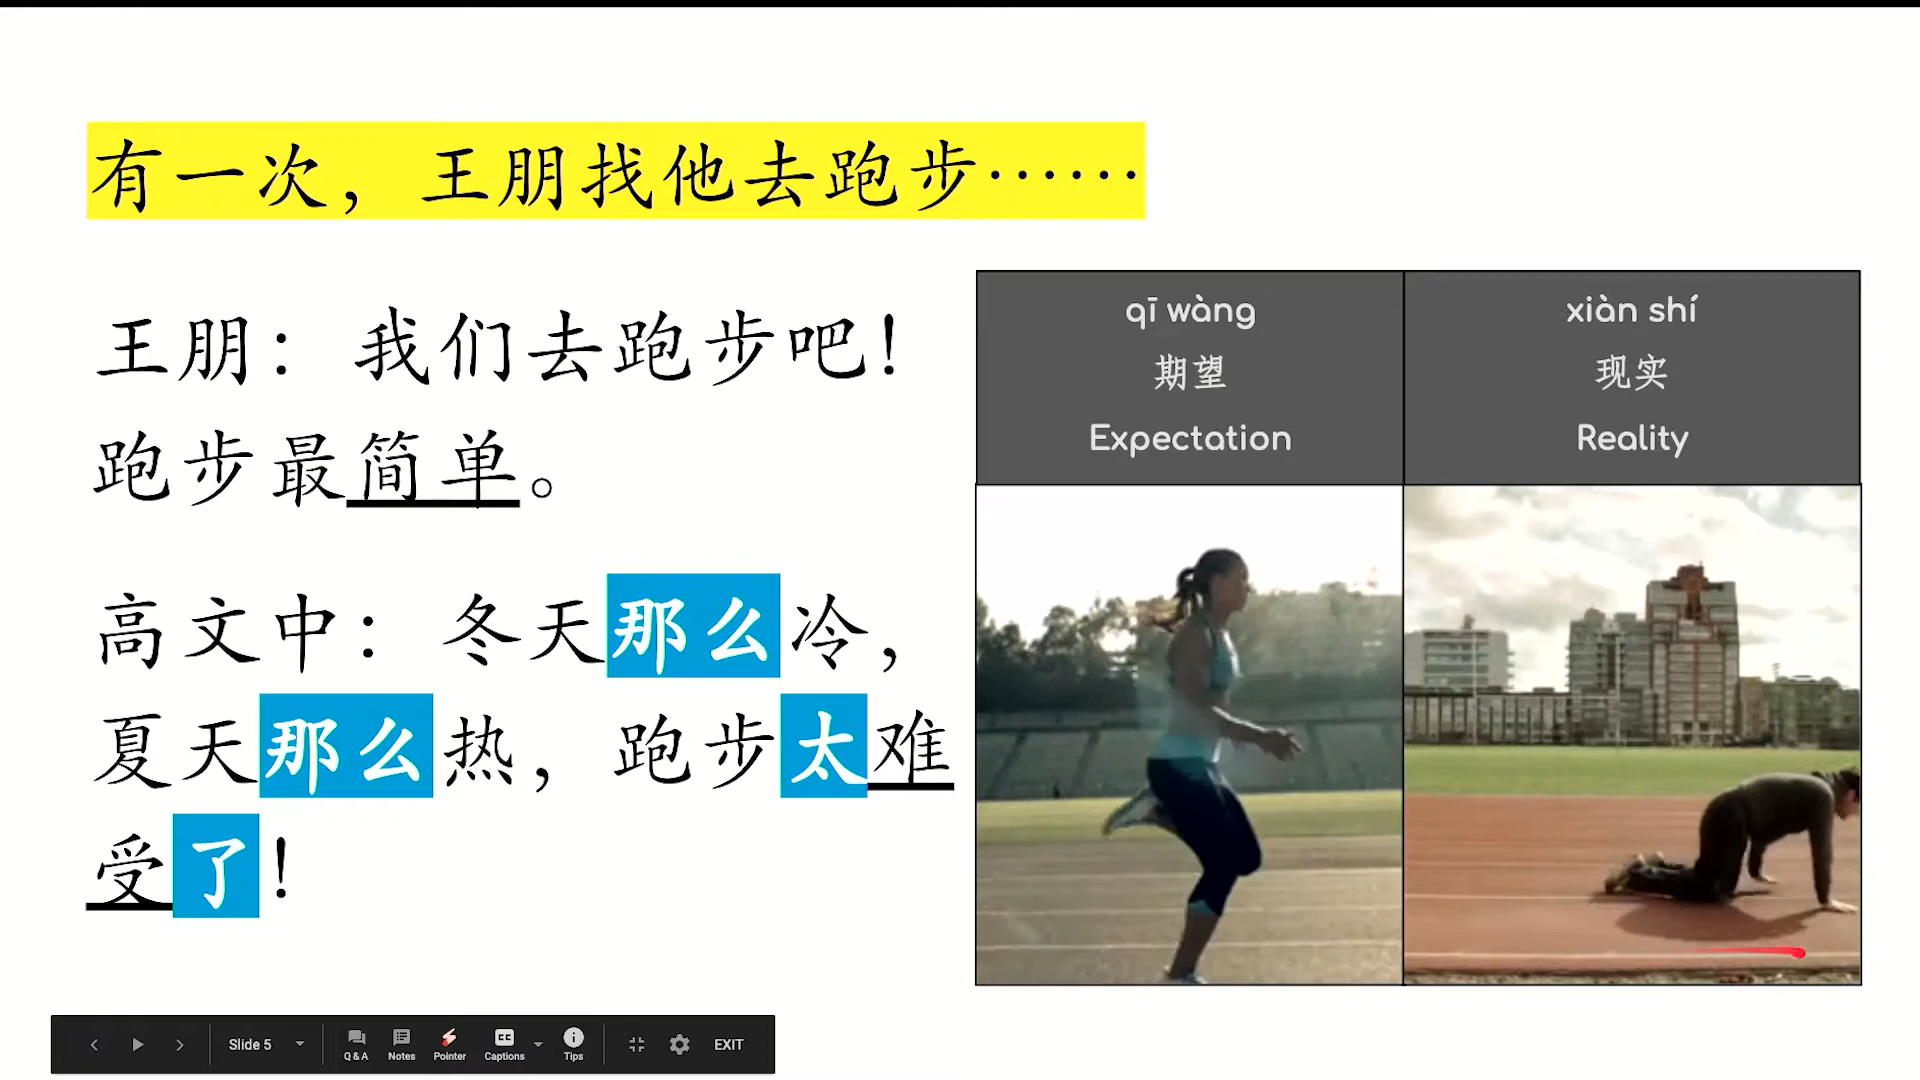 有一次，王朋找他去跑步……
王朋：我们去跑步吧！
跑步最简单。
高文中：冬天那么冷，
夏天那么热，跑步太难
受了！
qī wàng
期望
Expectation
xiàn shí
现实
Reality
Slide 5
Q & A
Notes
Pointer
CC
Captions
Tips
EXIT